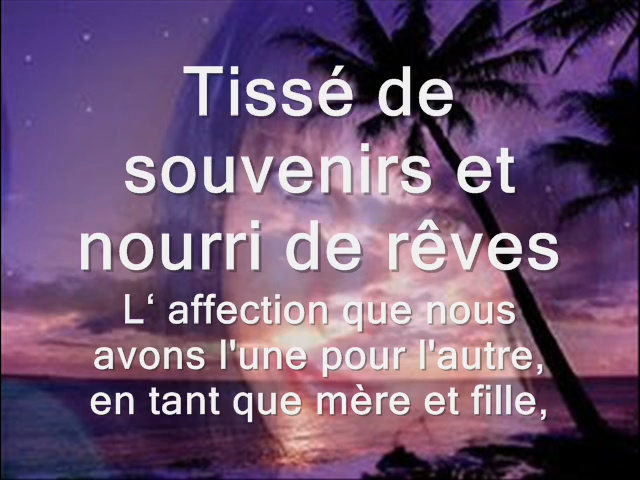 Tissé de
souvenirs et
nourri de rêves
L‘ affection que nous
avons l'une pour l'autre,
en tant que mère et fille,